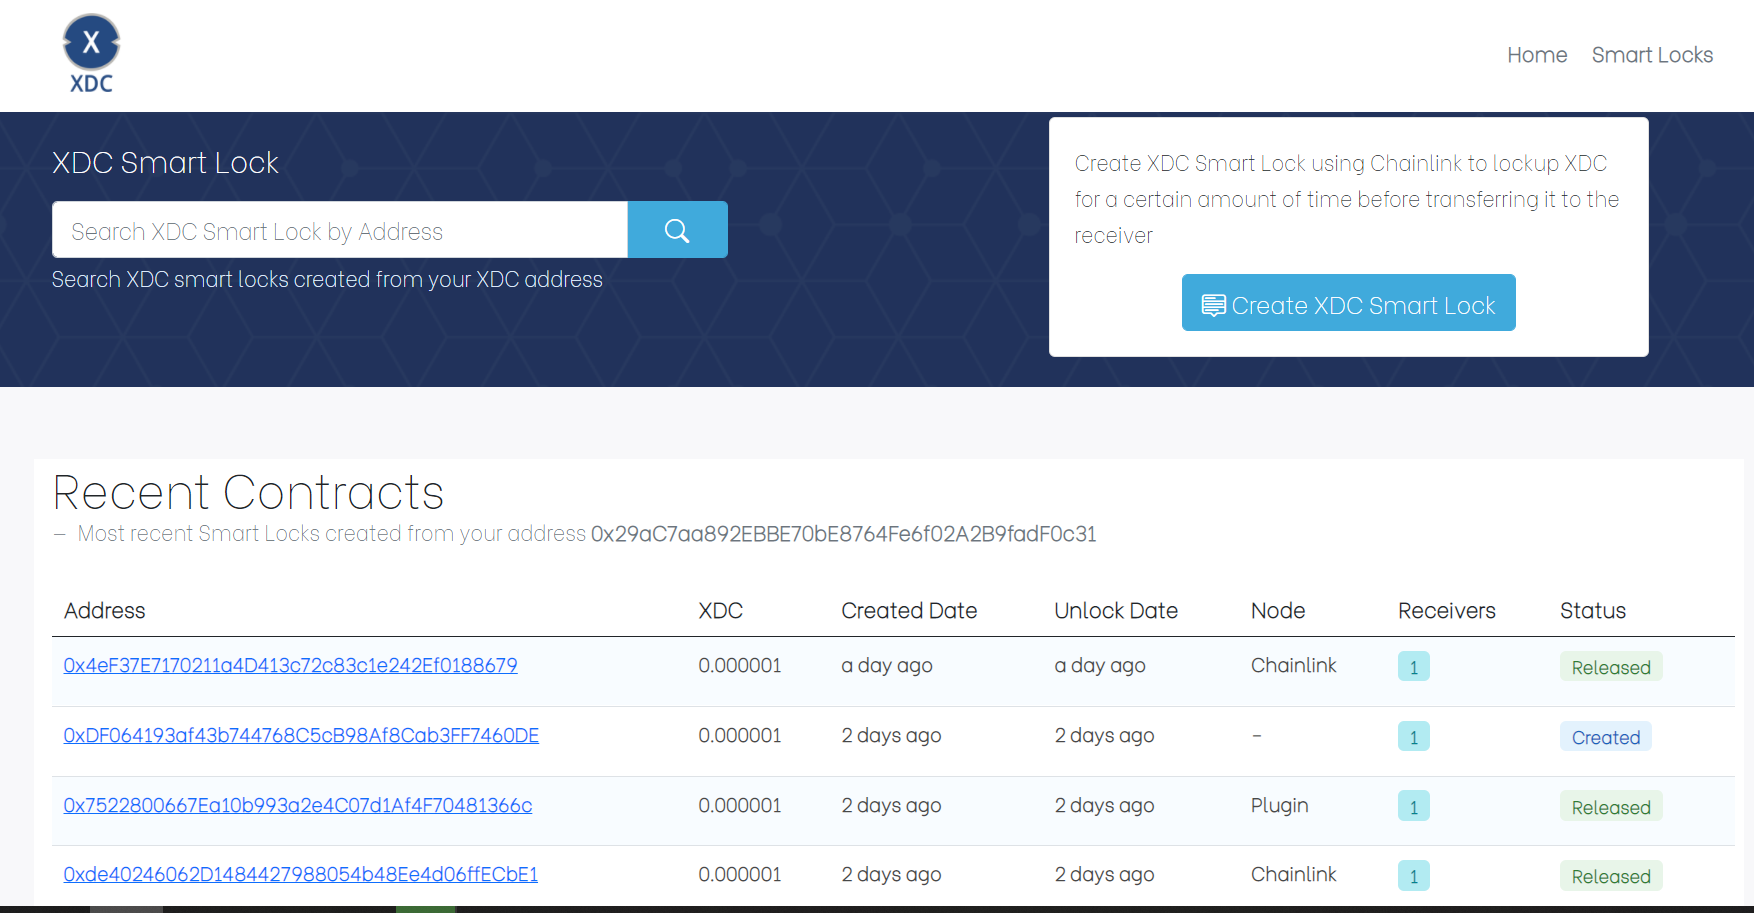 X
XDC
Home Smart Locks
XDC Smart Lock
Search XDC Smart Lock by Address
Search XDC smart locks created from your XDC address
Create XDC Smart Lock using Chainlink to lockup XDC
for a certain amount of time before transferring it to the
receiver
Create XDC Smart Lock
Recent Contracts
– Most recent Smart Locks created from your address 0x29aC7aa892EBBE70bE8764Fe6f02A2B9fadF0c31
Address XDC Created Date Unlock Date Node Receivers Status
0x4eF37E7170211a4D413c72c83c1e242Ef0188679 0.000001 a day ago a day ago Chainlink 1 Released
0xDF064193af43b744768C5cB98Af8Cab3FF7460DE 0.000001 2 days ago 2 days ago - 1 Created
0x7522800667Ea10b993a2e4C07d1Af4F70481366c 0.000001 2 days ago 2 days ago Plugin 1 Released
0xde40246062D1484427988054b48Ee4d06ffECbE1 0.000001 2 days ago 2 days ago Chainlink 1 Released